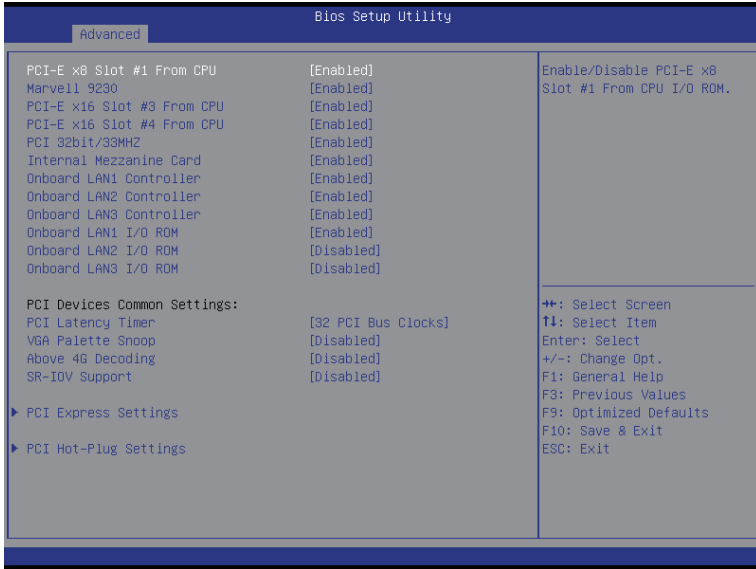 Bios Setup Utility
Advanced
PCI-E x8 Slot #1 From CPU [Enabled]
Marvell 9230 [Enabled]
PCI-E x16 Slot #3 From CPU [Enabled]
PCI-E x16 Slot #4 From CPU [Enabled]
PCI 32bit/33MHZ [Enabled]
Internal Mezzanine Card [Enabled]
Onboard LAN1 Controller [Enabled]
Onboard LAN2 Controller [Enabled]
Onboard LAN3 Controller [Enabled]
Onboard LAN1 I/O ROM [Enabled]
Onboard LAN2 I/O ROM [Disabled]
Onboard LAN3 I/O ROM [Disabled]
PCI Devices Common Settings:
PCI Latency Timer [32 PCI Bus Clocks]
VGA Palette Snoop [Disabled]
Above 4G Decoding [Disabled]
SR-IOV Support [Disabled]
▶ PCI Express Settings
▶ PCI Hot-Plug Settings
Enable/Disable PCI-E x8
Slot #1 From CPU I/O ROM.
→←: Select Screen
↑↓: Select Item
Enter: Select
+/-: Change Opt.
F1: General Help
F3: Previous Values
F9: Optimized Defaults
F10: Save & Exit
ESC: Exit